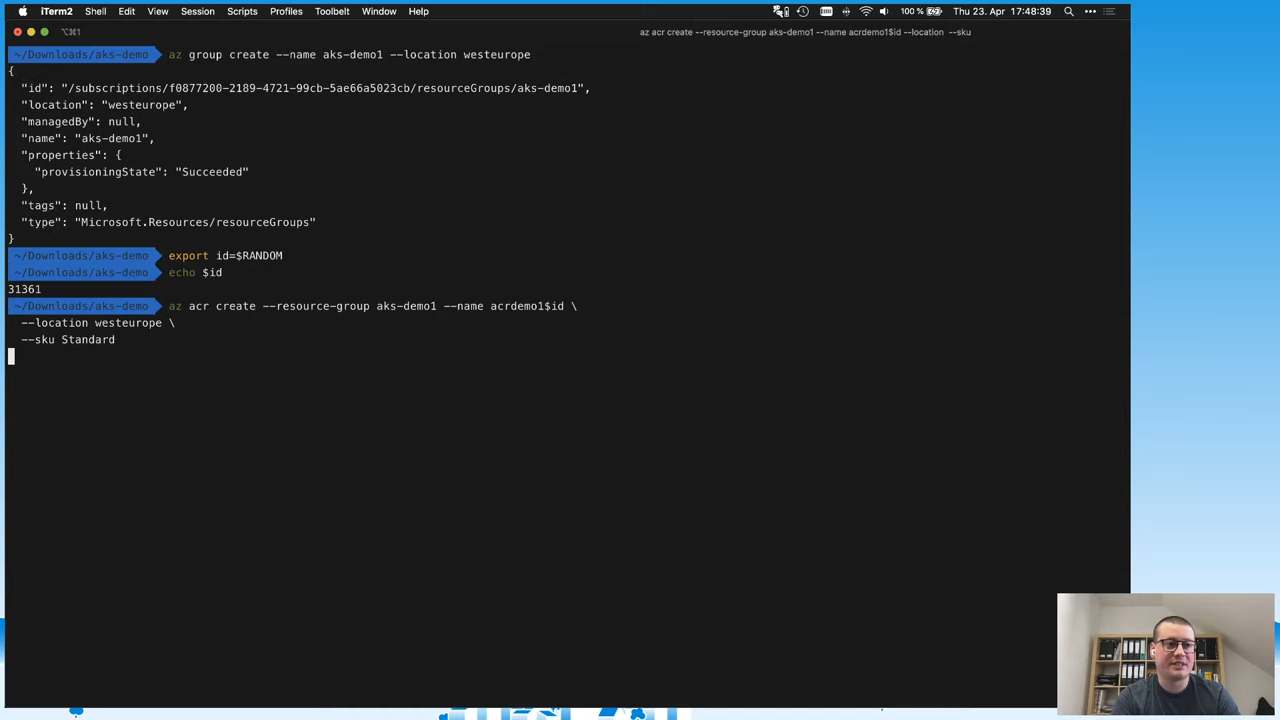 iTerm2 Shell Edit View Session Scripts Profiles Toolbelt Window Help 100 % Thu 23. Apr 17:48:39
⌥⌘1 az acr create --resource-group aks-demo1 --name acrdemo1$id --location --sku
~/Downloads/aks-demo az group create --name aks-demo1 --location westeurope
{
"id": "/subscriptions/f0877200-2189-4721-99cb-5ae66a5023cb/resourceGroups/aks-demo1",
"location": "westeurope",
"managedBy": null,
"name": "aks-demo1",
"properties": {
"provisioningState": "Succeeded"
},
"tags": null,
"type": "Microsoft.Resources/resourceGroups"
}
~/Downloads/aks-demo export id=$RANDOM
~/Downloads/aks-demo echo $id
31361
~/Downloads/aks-demo az acr create --resource-group aks-demo1 --name acrdemo1$id \
--location westeurope \
--sku Standard